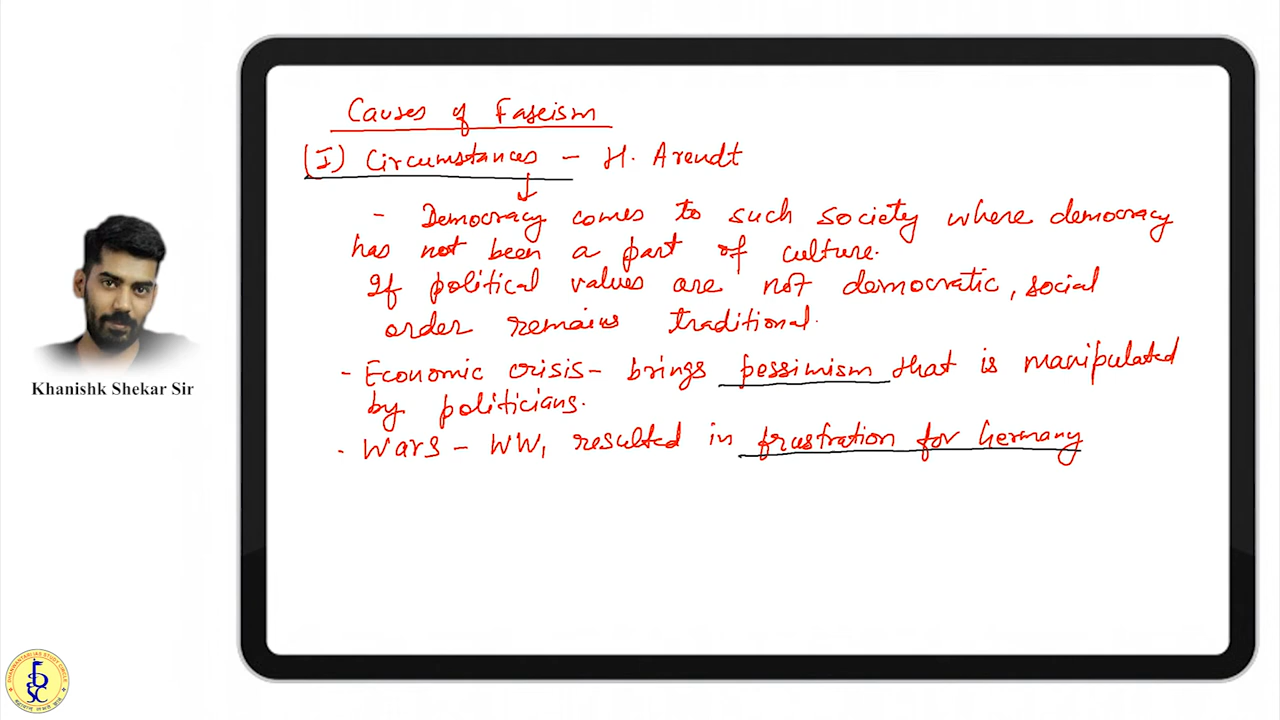 Causes of Fascism
(I) Circumstances - H. Arendt
- Democracy comes to such society where democracy
has not been a part of culture.
If political values are not democratic, social
order remains traditional.
- Economic crisis - brings pessimism that is manipulated
by politicians.
- Wars - WW1 resulted in frustration for Germany
Khanishk Shekar Sir